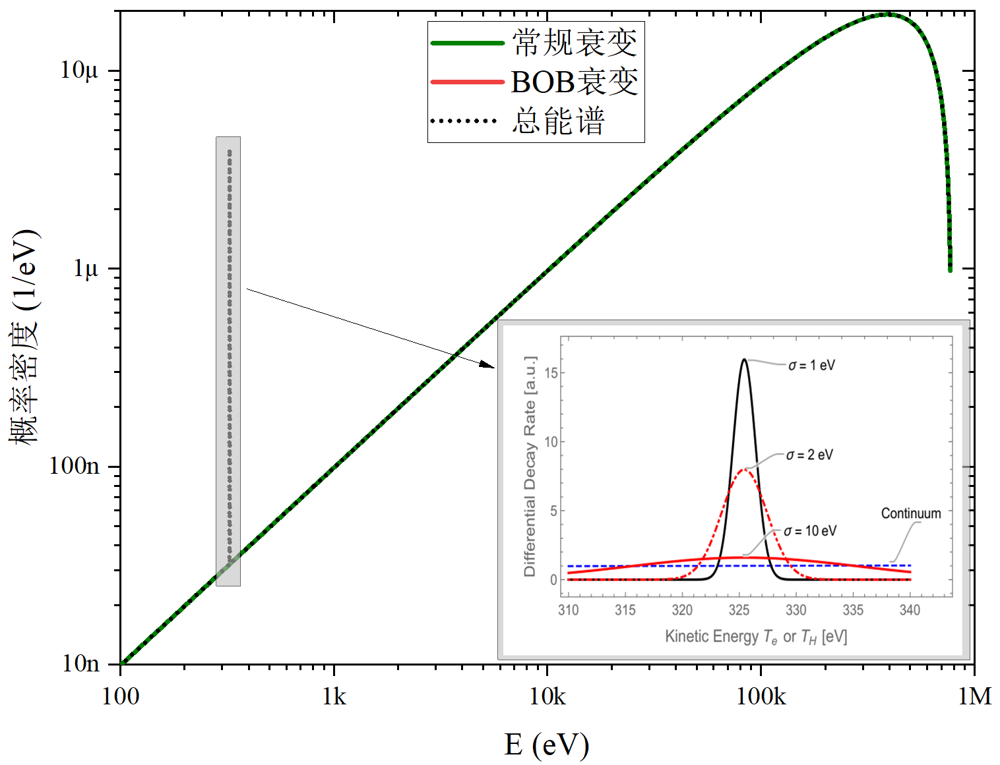 常规衰变
BOB衰变
总能谱
10μ
1μ
100n
10n
概率密度 (1/eV)
100
1k
10k
100k
1M
E (eV)
σ = 1 eV
σ = 2 eV
σ = 10 eV
Continuum
15
10
5
0
Differential Decay Rate [a.u.]
310
315
320
325
330
335
340
Kinetic Energy Te or TH [eV]